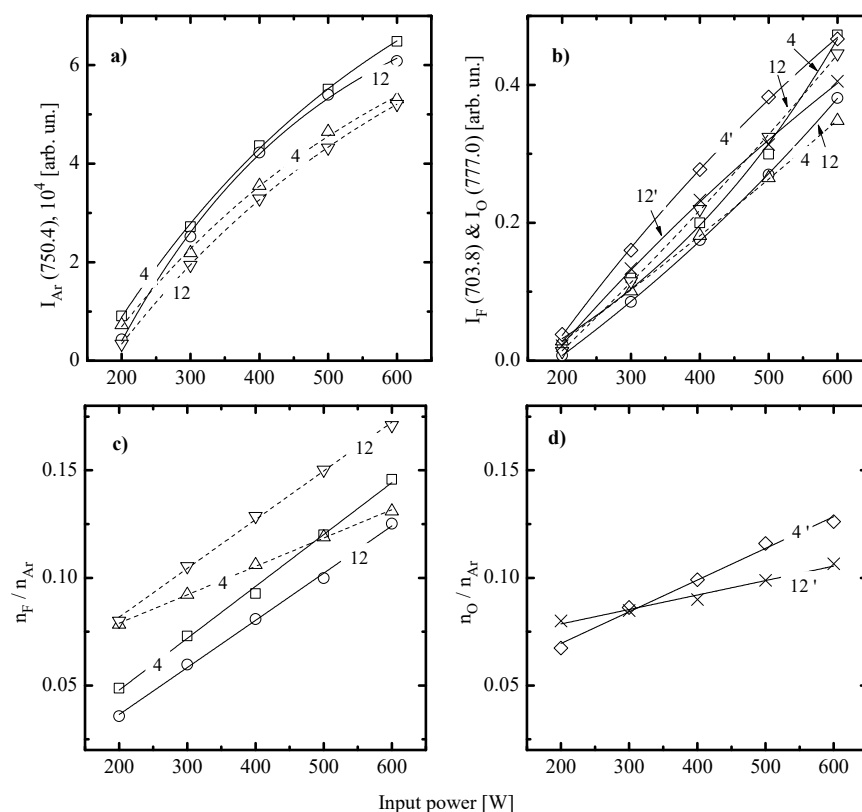 a)
I_Ar (750.4), 10^4 [arb. un.]
6
4
2
0
200 300 400 500 600
4
12
4
12
b)
I_F (703.8) & I_O (777.0) [arb. un.]
0.4
0.2
0.0
200 300 400 500 600
4
12
4'
12'
4
12
c)
n_F / n_Ar
0.15
0.10
0.05
200 300 400 500 600
12
4
4
12
d)
n_O / n_Ar
0.15
0.10
0.05
200 300 400 500 600
4 '
12 '
Input power [W]